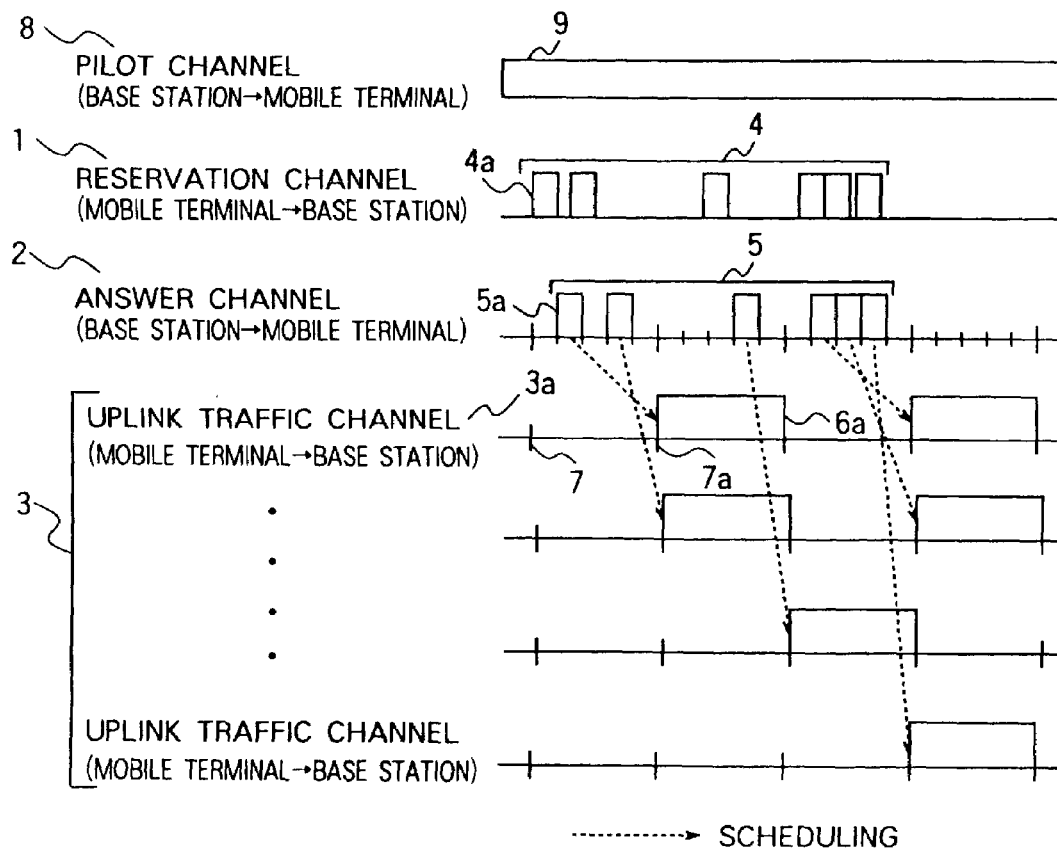 8
9
PILOT CHANNEL
(BASE STATION→MOBILE TERMINAL)
1
4
4a
RESERVATION CHANNEL
(MOBILE TERMINAL→BASE STATION)
2
5
5a
ANSWER CHANNEL
(BASE STATION→MOBILE TERMINAL)
3a
UPLINK TRAFFIC CHANNEL
6a
(MOBILE TERMINAL→BASE STATION)
7
7a
3
UPLINK TRAFFIC CHANNEL
(MOBILE TERMINAL→BASE STATION)
SCHEDULING